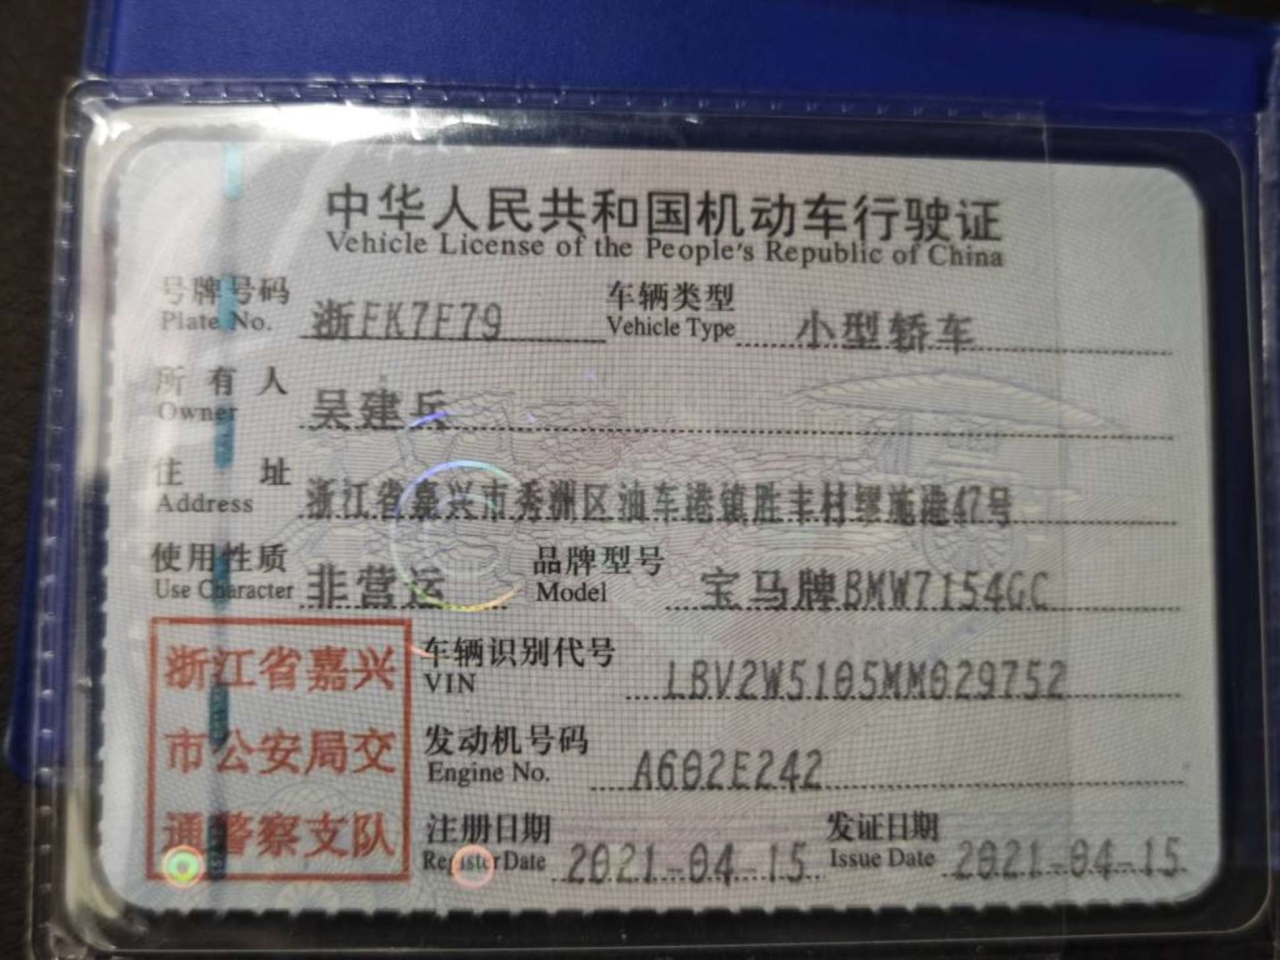 中华人民共和国机动车行驶证
Vehicle License of the People's Republic of China
号牌号码 浙FK7F79 车辆类型 小型轿车
Plate No. Vehicle Type
所有人 吴建兵
Owner
住址 浙江省嘉兴市秀洲区油车港镇胜丰村缪施港47号
Address
使用性质 非营运 品牌型号 宝马牌BMW7154GC
Use Character Model
浙江省嘉兴
市公安局交
通警察支队
车辆识别代号 LBV2W5105MM029752
VIN
发动机号码 A602E242
Engine No.
注册日期 2021-04-15 发证日期 2021-04-15
Register Date Issue Date